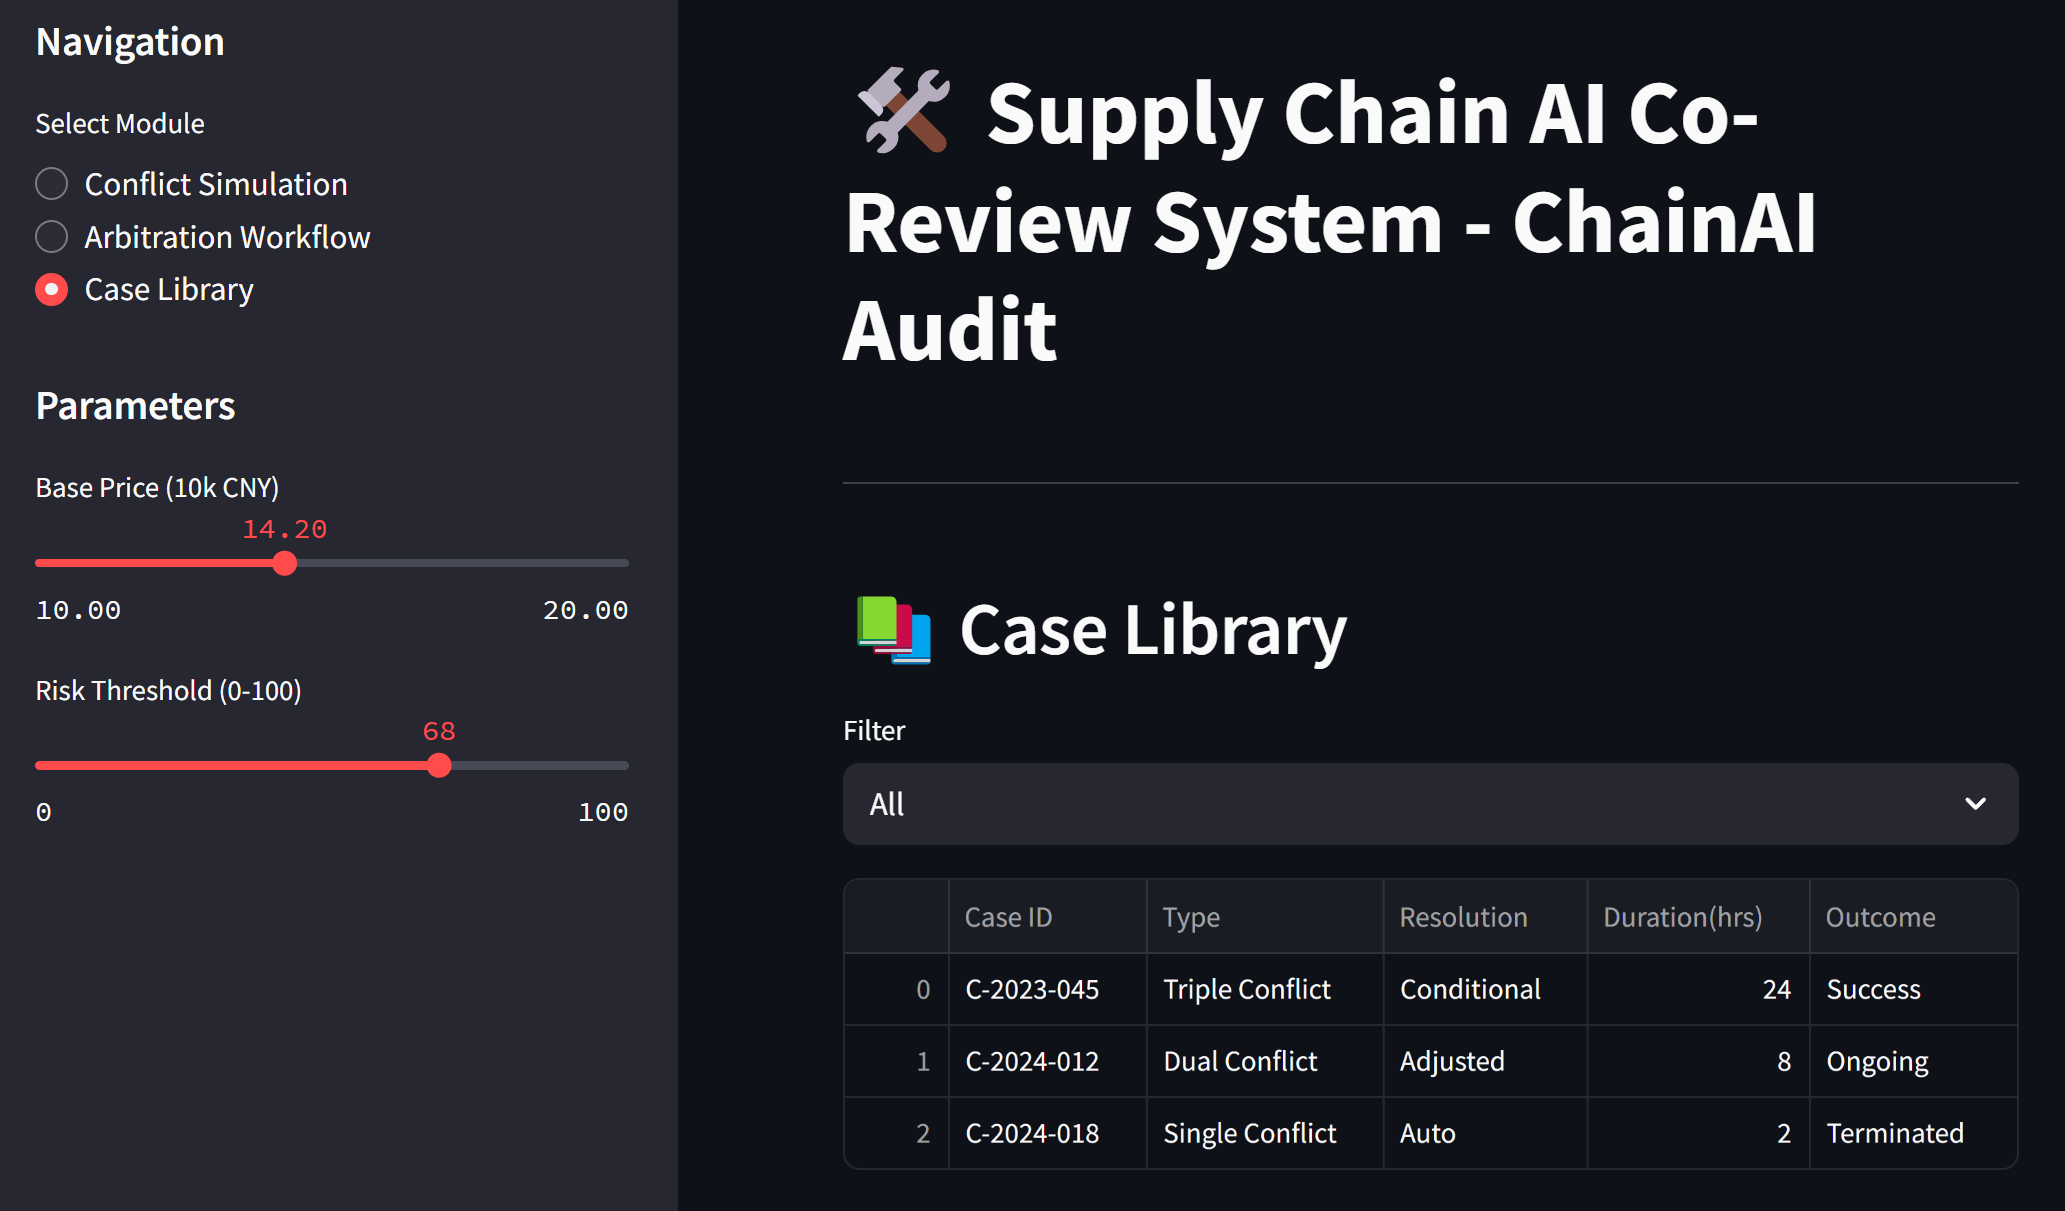 Navigation
Select Module
Conflict Simulation
Arbitration Workflow
Case Library
Parameters
Base Price (10k CNY)
14.20
10.00 20.00
Risk Threshold (0-100)
68
0 100
Supply Chain AI Co-
Review System - ChainAI
Audit
Case Library
Filter
All
Case ID Type Resolution Duration(hrs) Outcome
0 C-2023-045 Triple Conflict Conditional 24 Success
1 C-2024-012 Dual Conflict Adjusted 8 Ongoing
2 C-2024-018 Single Conflict Auto 2 Terminated